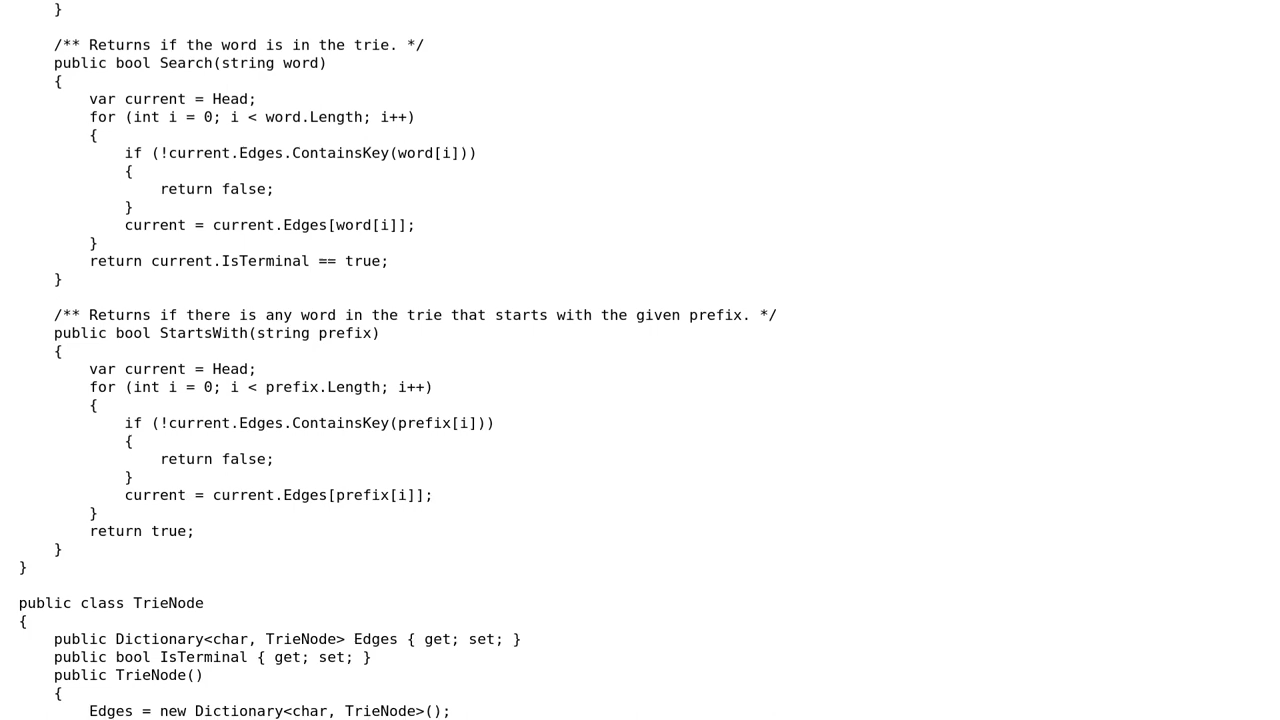 }

    /** Returns if the word is in the trie. */
    public bool Search(string word)
    {
        var current = Head;
        for (int i = 0; i < word.Length; i++)
        {
            if (!current.Edges.ContainsKey(word[i]))
            {
                return false;
            }
            current = current.Edges[word[i]];
        }
        return current.IsTerminal == true;
    }

    /** Returns if there is any word in the trie that starts with the given prefix. */
    public bool StartsWith(string prefix)
    {
        var current = Head;
        for (int i = 0; i < prefix.Length; i++)
        {
            if (!current.Edges.ContainsKey(prefix[i]))
            {
                return false;
            }
            current = current.Edges[prefix[i]];
        }
        return true;
    }
}

public class TrieNode
{
    public Dictionary<char, TrieNode> Edges { get; set; }
    public bool IsTerminal { get; set; }
    public TrieNode()
    {
        Edges = new Dictionary<char, TrieNode>();